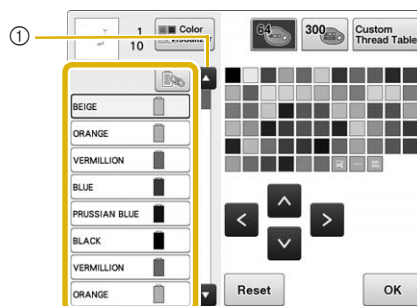 ①
1
10
Color
Visualizer
64
300
Custom
Thread Table
BEIGE
ORANGE
VERMILLION
BLUE
PRUSSIAN BLUE
BLACK
VERMILLION
ORANGE
Reset
OK